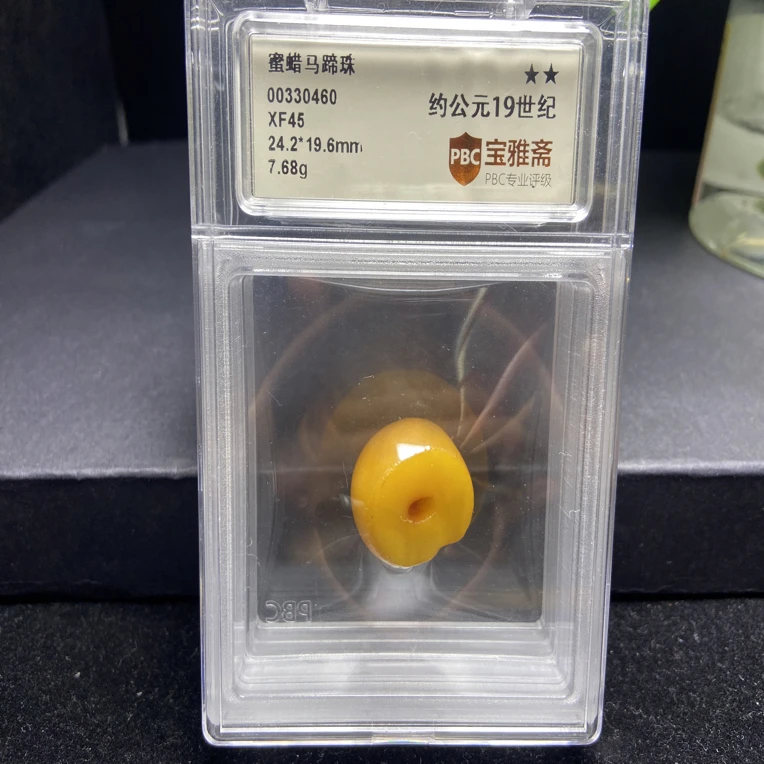 蜜蜡马蹄珠
00330460
XF45
24.2*19.6mm
7.68g
★★
约公元19世纪
PBC 宝雅斋
PBC专业评级
PBC